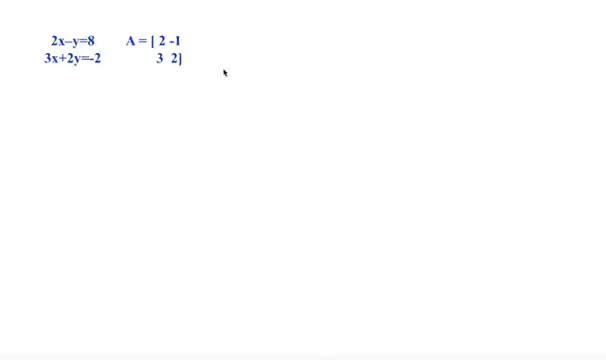 2x–y=8 A = [ 2 -1
3x+2y=-2 3 2]